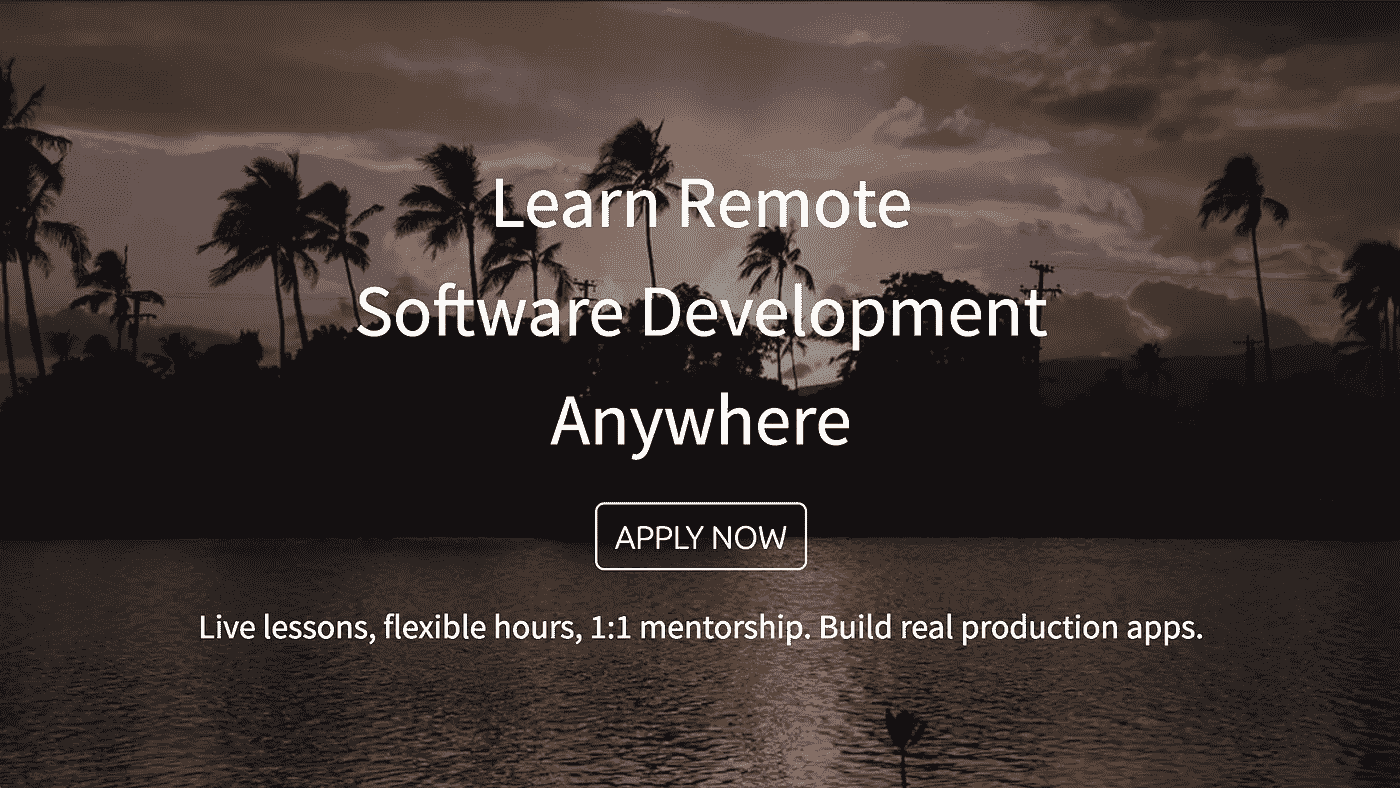 Learn Remote
Software Development
Anywhere
APPLY NOW
Live lessons, flexible hours, 1:1 mentorship. Build real production apps.